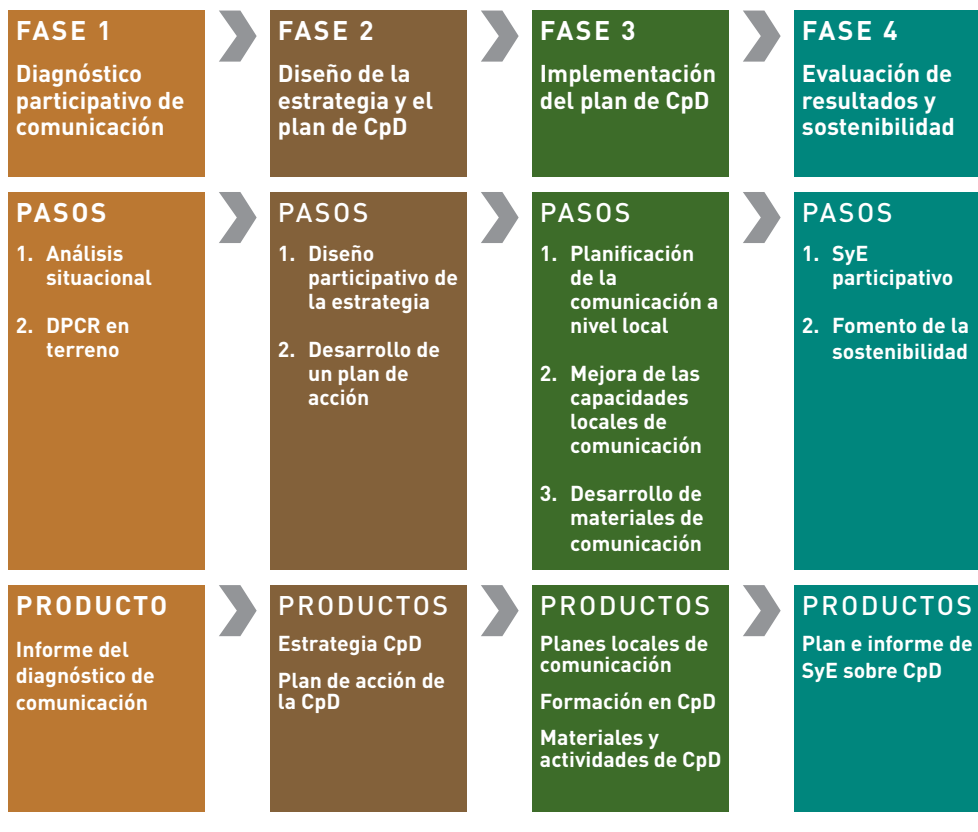 FASE 1
Diagnóstico
participativo de
comunicación
FASE 2
Diseño de la
estrategia y el
plan de CpD
FASE 3
Implementación
del plan de CpD
FASE 4
Evaluación de
resultados y
sostenibilidad
PASOS
1. Análisis
situacional
2. DPCR en
terreno
PASOS
1. Diseño
participativo de
la estrategia
2. Desarrollo de
un plan de
acción
PASOS
1. Planificación
de la
comunicación a
nivel local
2. Mejora de las
capacidades
locales de
comunicación
3. Desarrollo de
materiales de
comunicación
PASOS
1. SyE
participativo
2. Fomento de la
sostenibilidad
PRODUCTO
Informe del
diagnóstico de
comunicación
PRODUCTOS
Estrategia CpD
Plan de acción de
la CpD
PRODUCTOS
Planes locales de
comunicación
Formación en CpD
Materiales y
actividades de CpD
PRODUCTOS
Plan e informe de
SyE sobre CpD